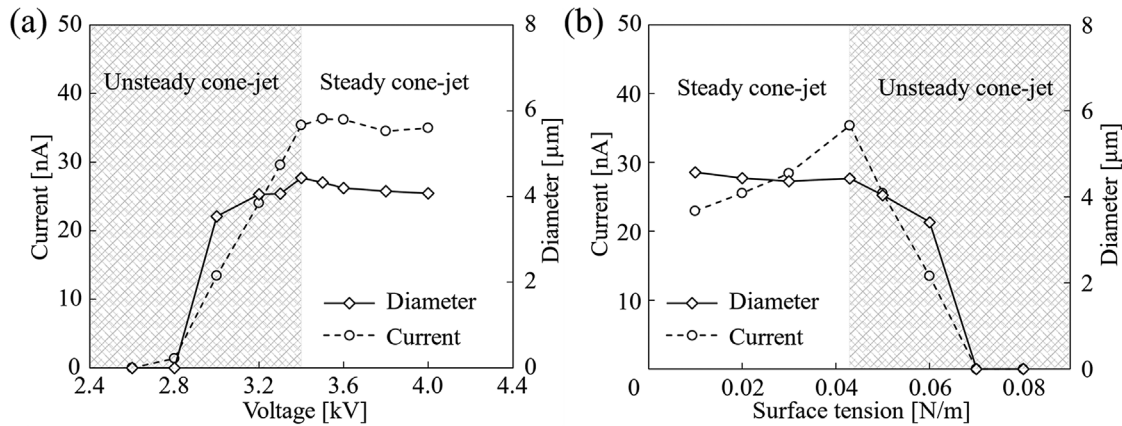 (a)
50
40
30
20
10
0
Current [nA]
Unsteady cone-jet
Steady cone-jet
8
6
4
2
0
Diameter [μm]
Diameter
Current
2.4
2.8
3.2
3.6
4.0
4.4
Voltage [kV]
(b)
50
40
30
20
10
Current [nA]
Steady cone-jet
Unsteady cone-jet
8
6
4
2
0
Diameter [μm]
Diameter
Current
0
0.02
0.04
0.06
0.08
Surface tension [N/m]